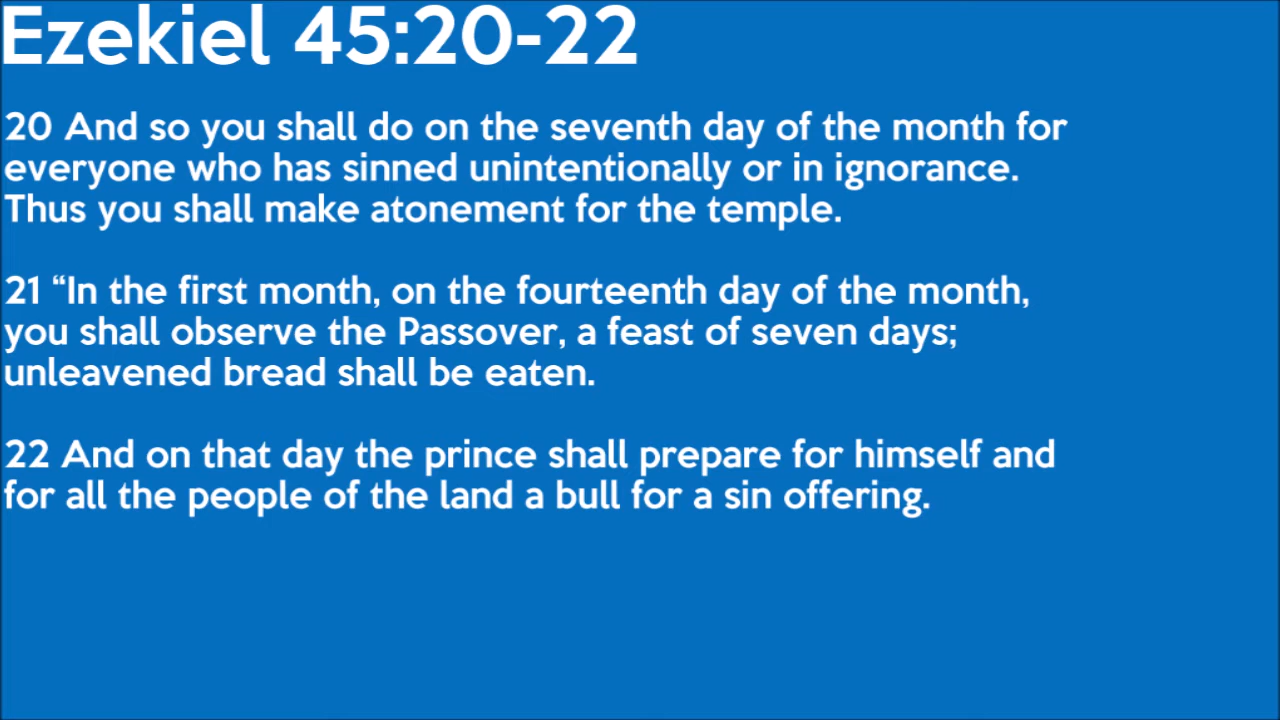 Ezekiel 45:20-22
20 And so you shall do on the seventh day of the month for
everyone who has sinned unintentionally or in ignorance.
Thus you shall make atonement for the temple.
21 “In the first month, on the fourteenth day of the month,
you shall observe the Passover, a feast of seven days;
unleavened bread shall be eaten.
22 And on that day the prince shall prepare for himself and
for all the people of the land a bull for a sin offering.